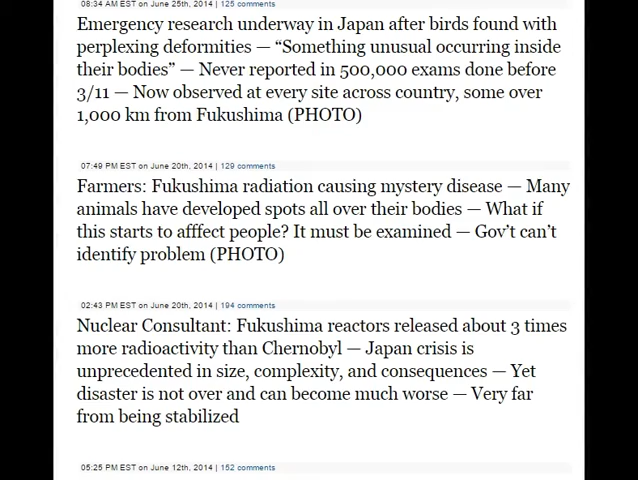 08:34 AM EST on June 25th, 2014 | 125 comments
Emergency research underway in Japan after birds found with
perplexing deformities — “Something unusual occurring inside
their bodies” — Never reported in 500,000 exams done before
3/11 — Now observed at every site across country, some over
1,000 km from Fukushima (PHOTO)
07:49 PM EST on June 20th, 2014 | 129 comments
Farmers: Fukushima radiation causing mystery disease — Many
animals have developed spots all over their bodies — What if
this starts to afffect people? It must be examined — Gov’t can’t
identify problem (PHOTO)
02:43 PM EST on June 20th, 2014 | 194 comments
Nuclear Consultant: Fukushima reactors released about 3 times
more radioactivity than Chernobyl — Japan crisis is
unprecedented in size, complexity, and consequences — Yet
disaster is not over and can become much worse — Very far
from being stabilized
05:25 PM EST on June 12th, 2014 | 152 comments